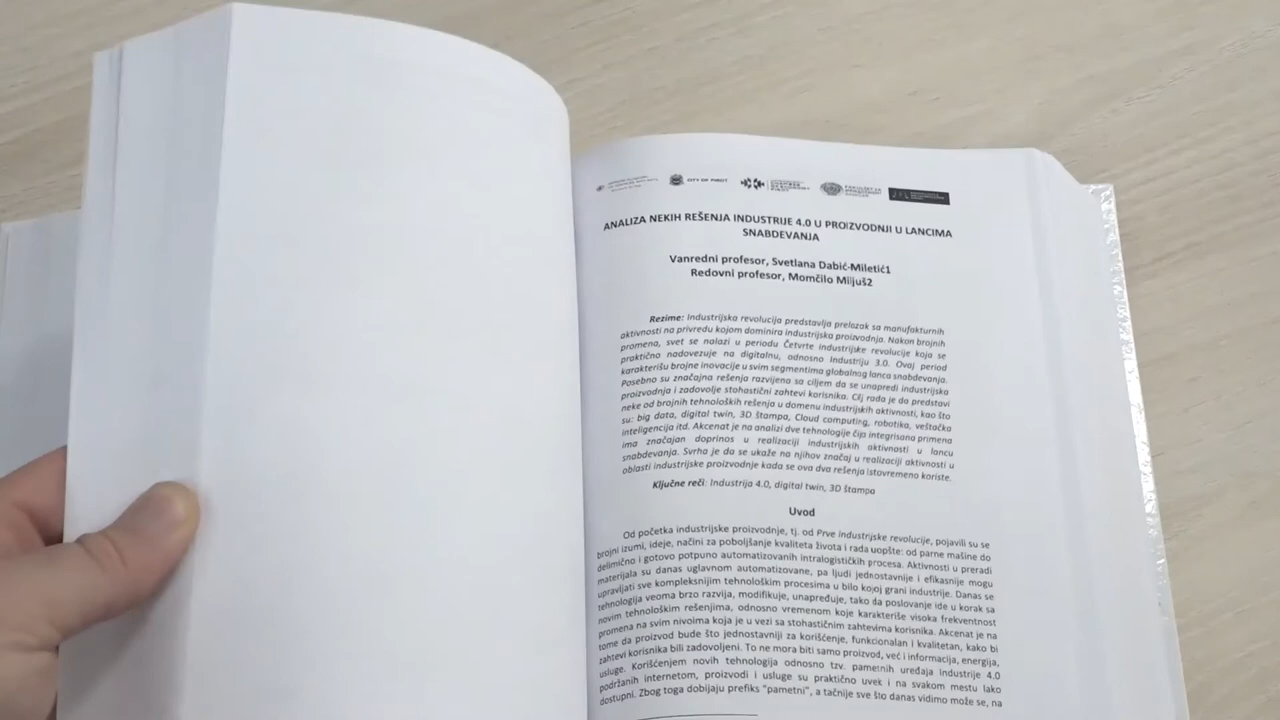 CITY OF PIROT
FAKULTET ZA
MENADŽMENT
ANALIZA NEKIH REŠENJA INDUSTRIJE 4.0 U PROIZVODNJI U LANCIMA
SNABDEVANJA
Vanredni profesor, Svetlana Dabić-Miletić1
Redovni profesor, Momčilo Miljuš2
Rezime: Industrijska revolucija predstavlja prelazak sa manufakturnih
aktivnosti na privredu kojom dominira industrijska proizvodnja. Nakon brojnih
promena, svet se nalazi u periodu Četvrte industrijske revolucije koja se
praktično nadovezuje na digitalnu, odnosno Industriju 3.0. Ovaj period
karakterišu brojne inovacije u svim segmentima globalnog lanca snabdevanja.
Posebno su značajna rešenja razvijena sa ciljem da se unapredi industrijska
proizvodnja i zadovolje stohastični zahtevi korisnika. Cilj rada je da predstavi
neke od brojnih tehnoloških rešenja u domenu industrijskih aktivnosti, kao što
su: big data, digital twin, 3D štampa, Cloud computing, robotika, veštačka
inteligencija itd. Akcenat je na analizi dve tehnologije čija integrisana primena
ima značajan doprinos u realizaciji industrijskih aktivnosti u lancu
snabdevanja. Svrha je da se ukaže na njihov značaj u realizaciji aktivnosti u
oblasti industrijske proizvodnje kada se ova dva rešenja istovremeno koriste.
Ključne reči: Industrija 4.0, digital twin, 3D štampa
Uvod
Od početka industrijske proizvodnje, tj. od Prve industrijske revolucije, pojavili su se
brojni izumi, ideje, načini za poboljšanje kvaliteta života i rada uopšte: od parne mašine do
delimično i gotovo potpuno automatizovanih intralogističkih procesa. Aktivnosti u preradi
materijala su danas uglavnom automatizovane, pa ljudi jednostavnije i efikasnije mogu
upravljati sve kompleksnijim tehnološkim procesima u bilo kojoj grani industrije. Danas se
tehnologija veoma brzo razvija, modifikuje, unapređuje, tako da poslovanje ide u korak sa
novim tehnološkim rešenjima, odnosno vremenom koje karakteriše visoka frekventnost
promena na svim nivoima koja je u vezi sa stohastičnim zahtevima korisnika. Akcenat je na
tome da proizvod bude što jednostavniji za korišćenje, funkcionalan i kvalitetan, kako bi
zahtevi korisnika bili zadovoljeni. To ne mora biti samo proizvod, već i informacija, energija,
usluge. Korišćenjem novih tehnologija odnosno tzv. pametnih uređaja Industrije 4.0
podržanih internetom, proizvodi i usluge su praktično uvek i na svakom mestu lako
dostupni. Zbog toga dobijaju prefiks "pametni", a tačnije sve što danas vidimo može se, na